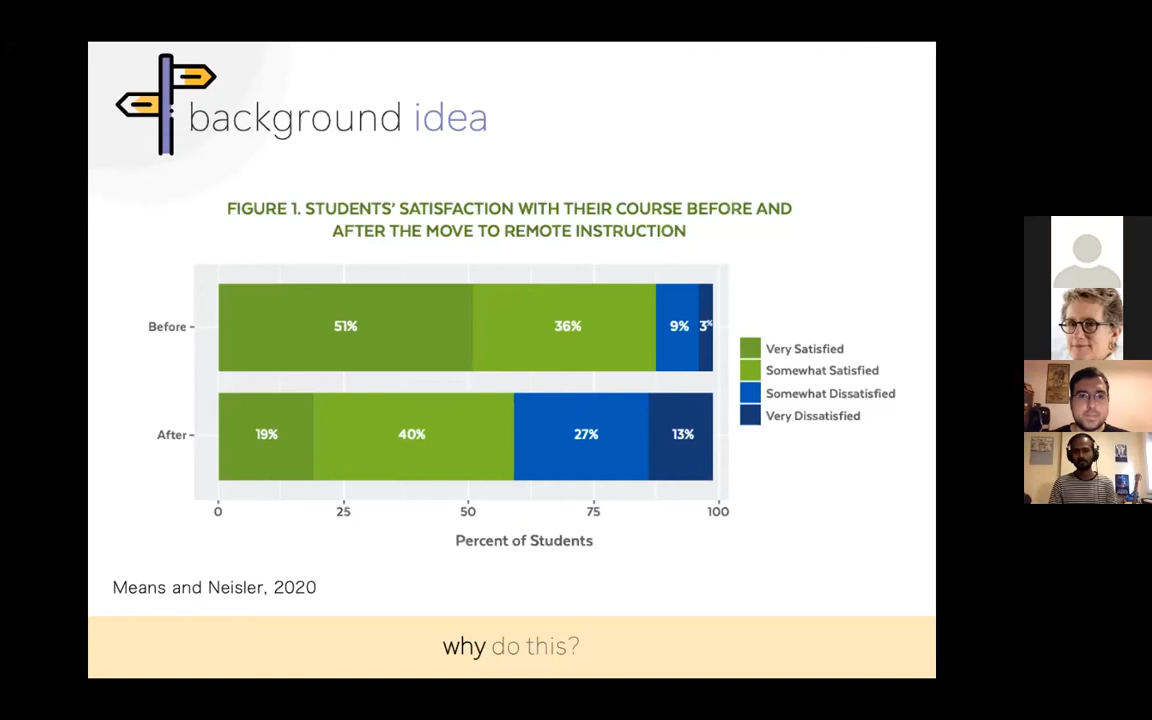 background idea
FIGURE 1. STUDENTS' SATISFACTION WITH THEIR COURSE BEFORE AND
AFTER THE MOVE TO REMOTE INSTRUCTION
Before
51%
36%
9%
3%
After
19%
40%
27%
13%
Very Satisfied
Somewhat Satisfied
Somewhat Dissatisfied
Very Dissatisfied
0
25
50
75
100
Percent of Students
Means and Neisler, 2020
why do this?